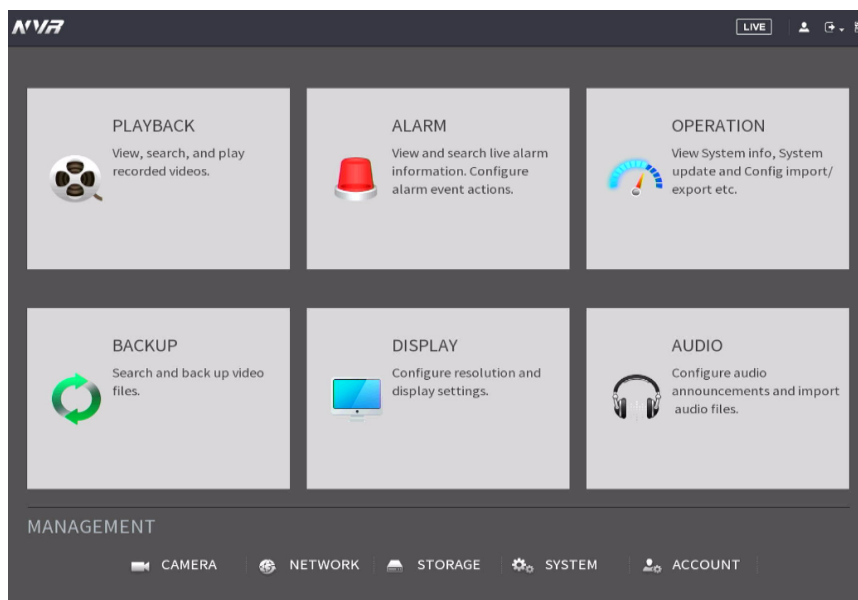 NVR
LIVE
PLAYBACK
View, search, and play
recorded videos.
ALARM
View and search live alarm
information. Configure
alarm event actions.
OPERATION
View System info, System
update and Config import/
export etc.
BACKUP
Search and back up video
files.
DISPLAY
Configure resolution and
display settings.
AUDIO
Configure audio
announcements and import
audio files.
MANAGEMENT
CAMERA
NETWORK
STORAGE
SYSTEM
ACCOUNT